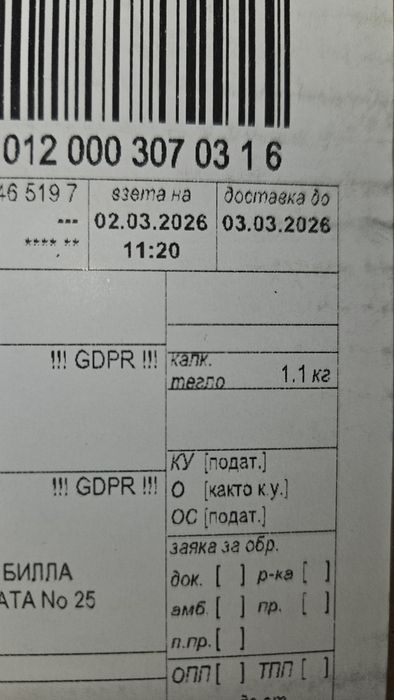 012 000 307 03 1 6
46 519 7 взета на доставка до
--- 02.03.2026 03.03.2026
**** ** 11:20
!!! GDPR !!! калк.
тегло 1.1 кг
КУ [подат.]
!!! GDPR !!! О [както к.у.]
ОС [подат.]
заяка за обр.
БИЛЛА док. [ ] р-ка [ ]
АТА No 25 амб. [ ] пр. [ ]
п.пр. [ ]
ОПП [ ] ТПП [ ]